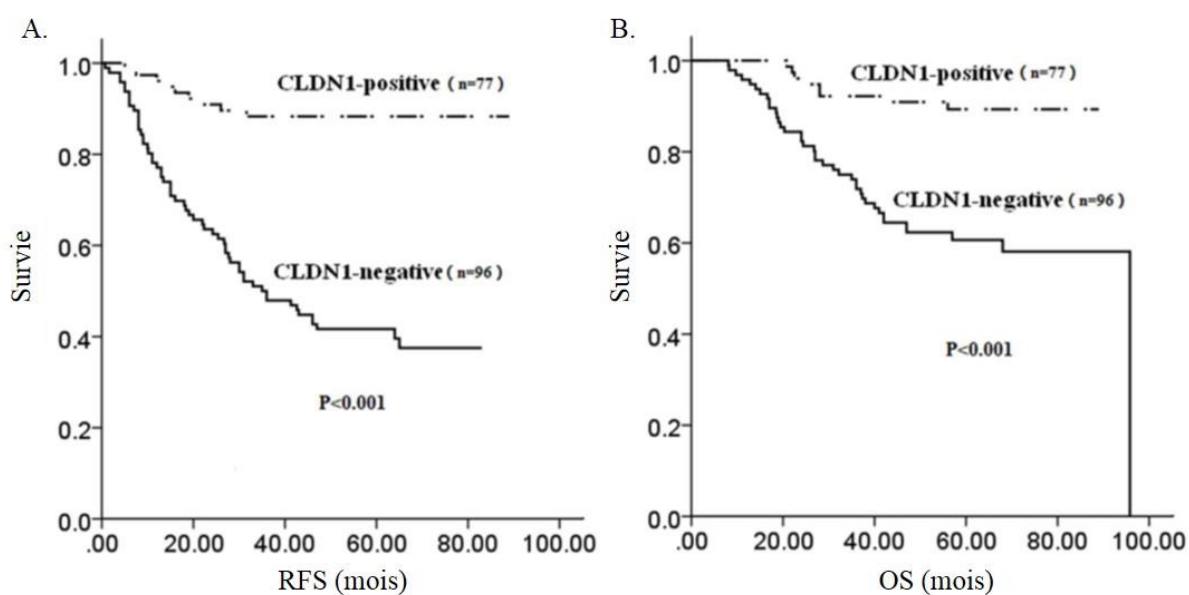 A.
1.0
0.8
0.6
0.4
0.2
0.0
Survie
CLDN1-positive (n=77)
CLDN1-negative (n=96)
P<0.001
.00 20.00 40.00 60.00 80.00 100.00
RFS (mois)
B.
1.0
0.8
0.6
0.4
0.2
0.0
Survie
CLDN1-positive (n=77)
CLDN1-negative (n=96)
P<0.001
.00 20.00 40.00 60.00 80.00 100.00
OS (mois)